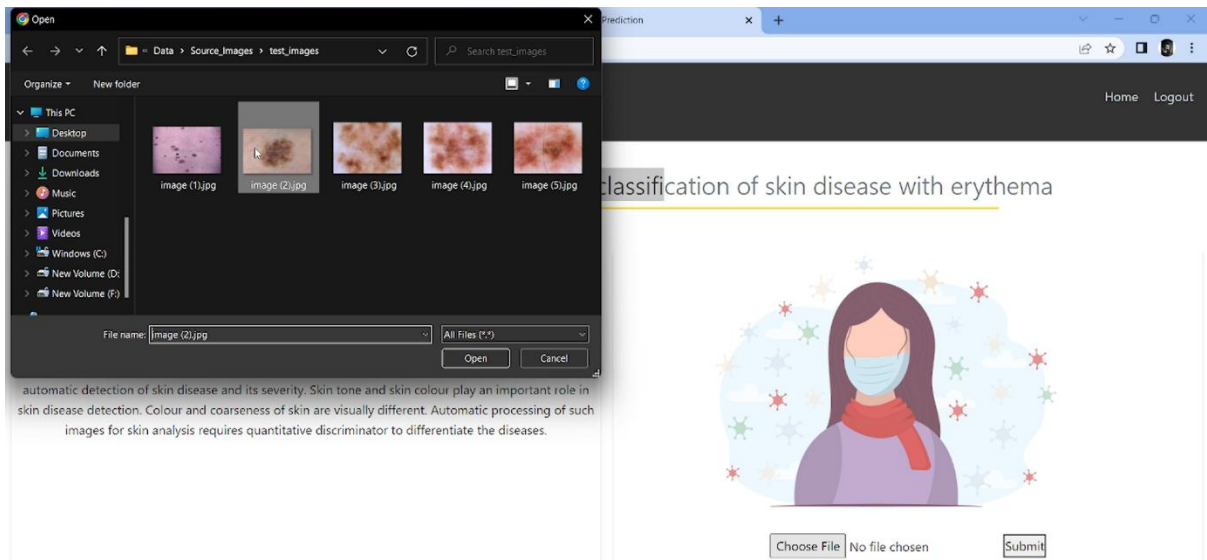 Open
Prediction
Data > Source_Images > test_images
Search test_images
Organize
New folder
This PC
Desktop
Documents
Downloads
Music
Pictures
Videos
Windows (C:)
New Volume (D:
New Volume (F:)
image (1).jpg
image (2).jpg
image (3).jpg
image (4).jpg
image (5).jpg
File name: image (2).jpg
All Files (*.*)
Open
Cancel
Home
Logout
classification of skin disease with erythema
automatic detection of skin disease and its severity. Skin tone and skin colour play an important role in
skin disease detection. Colour and coarseness of skin are visually different. Automatic processing of such
images for skin analysis requires quantitative discriminator to differentiate the diseases.
Choose File No file chosen
Submit